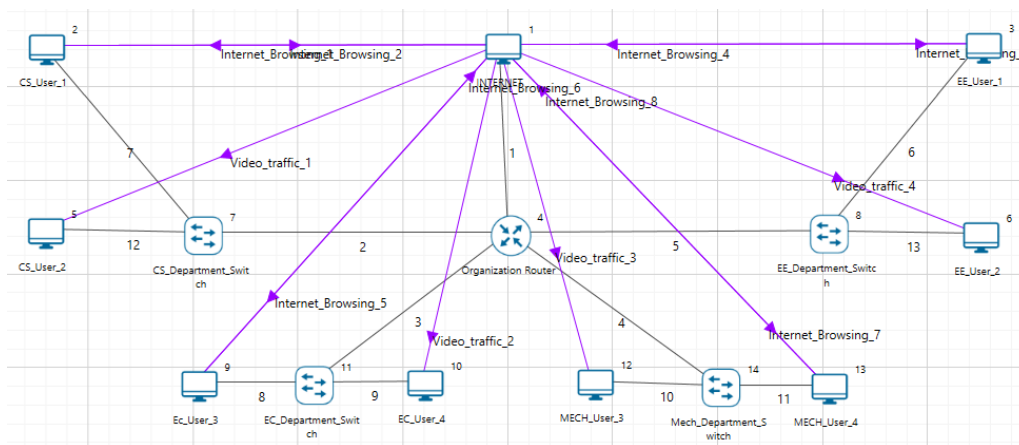 2
1
3
Internet_Browsing_2
Internet_Browsing_4
CS_User_1
INTERNET
EE_User_1
Internet_Browsing_6
Internet_Browsing_8
7
1
6
Video_traffic_1
Video_traffic_4
5
7
4
8
6
12
2
5
13
CS_User_2
CS_Department_Swit
ch
Organization Router
Video_traffic_3
EE_Department_Switc
h
EE_User_2
Internet_Browsing_5
3
4
Video_traffic_2
Internet_Browsing_7
9
11
10
12
14
13
8
9
10
11
Ec_User_3
EC_Department_Swit
ch
EC_User_4
MECH_User_3
Mech_Department_S
witch
MECH_User_4